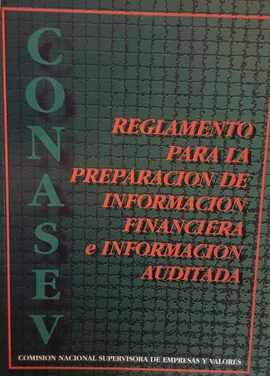 CONASEV
REGLAMENTO
PARA LA
PREPARACION DE
INFORMACION
FINANCIERA
e INFORMACION
AUDITADA
COMISION NACIONAL SUPERVISORA DE EMPRESAS Y VALORES